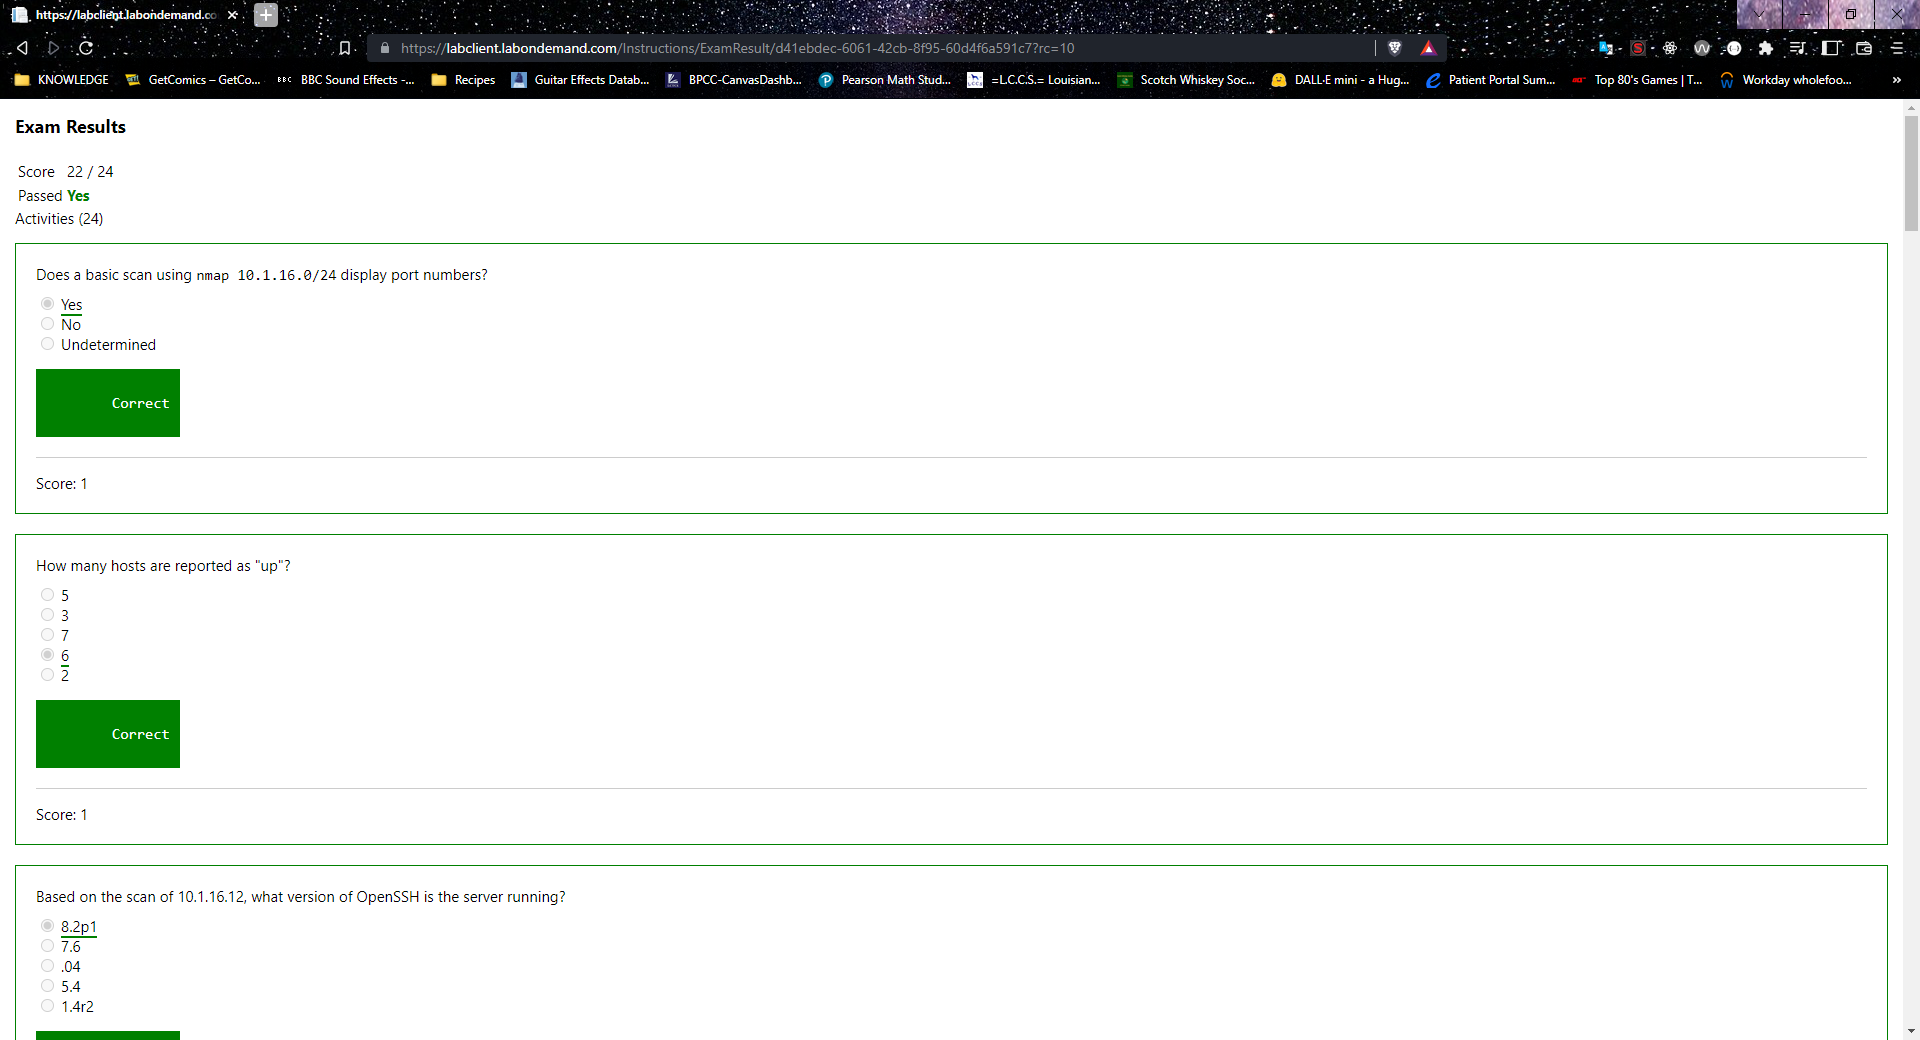 https://labclient.labondemand.co
https://labclient.labondemand.com/Instructions/ExamResult/d41ebdec-6061-42cb-8f95-60d4f6a591c7?rc=10
KNOWLEDGE
GetComics – GetCo...
BBC
BBC Sound Effects -...
Recipes
Guitar Effects Datab...
BPCC-CanvasDashb...
Pearson Math Stud...
=L.C.C.S.= Louisian...
Scotch Whiskey Soc...
DALL·E mini - a Hug...
Patient Portal Sum...
Top 80's Games | T...
Workday wholefoo...
»
Exam Results
Score 22 / 24
Passed Yes
Activities (24)
Does a basic scan using nmap 10.1.16.0/24 display port numbers?
Yes
No
Undetermined
Correct
Score: 1
How many hosts are reported as "up"?
5
3
7
6
2
Correct
Score: 1
Based on the scan of 10.1.16.12, what version of OpenSSH is the server running?
8.2p1
7.6
.04
5.4
1.4r2